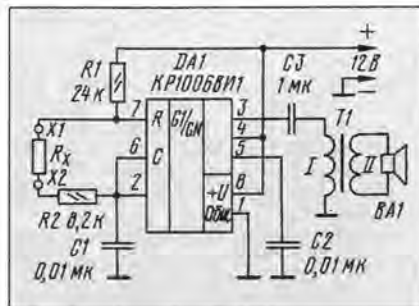 R1
24 к
DA1
КР1006ВИ1
C3
1 мк
+
12 В
–
X1
Rx
X2
R2 8,2 к
C1
0,01 мк
7
6
2
R
C
G1/GN
+U
Общ.
3
4
5
8
1
C2
0,01 мк
T1
I
II
BA1